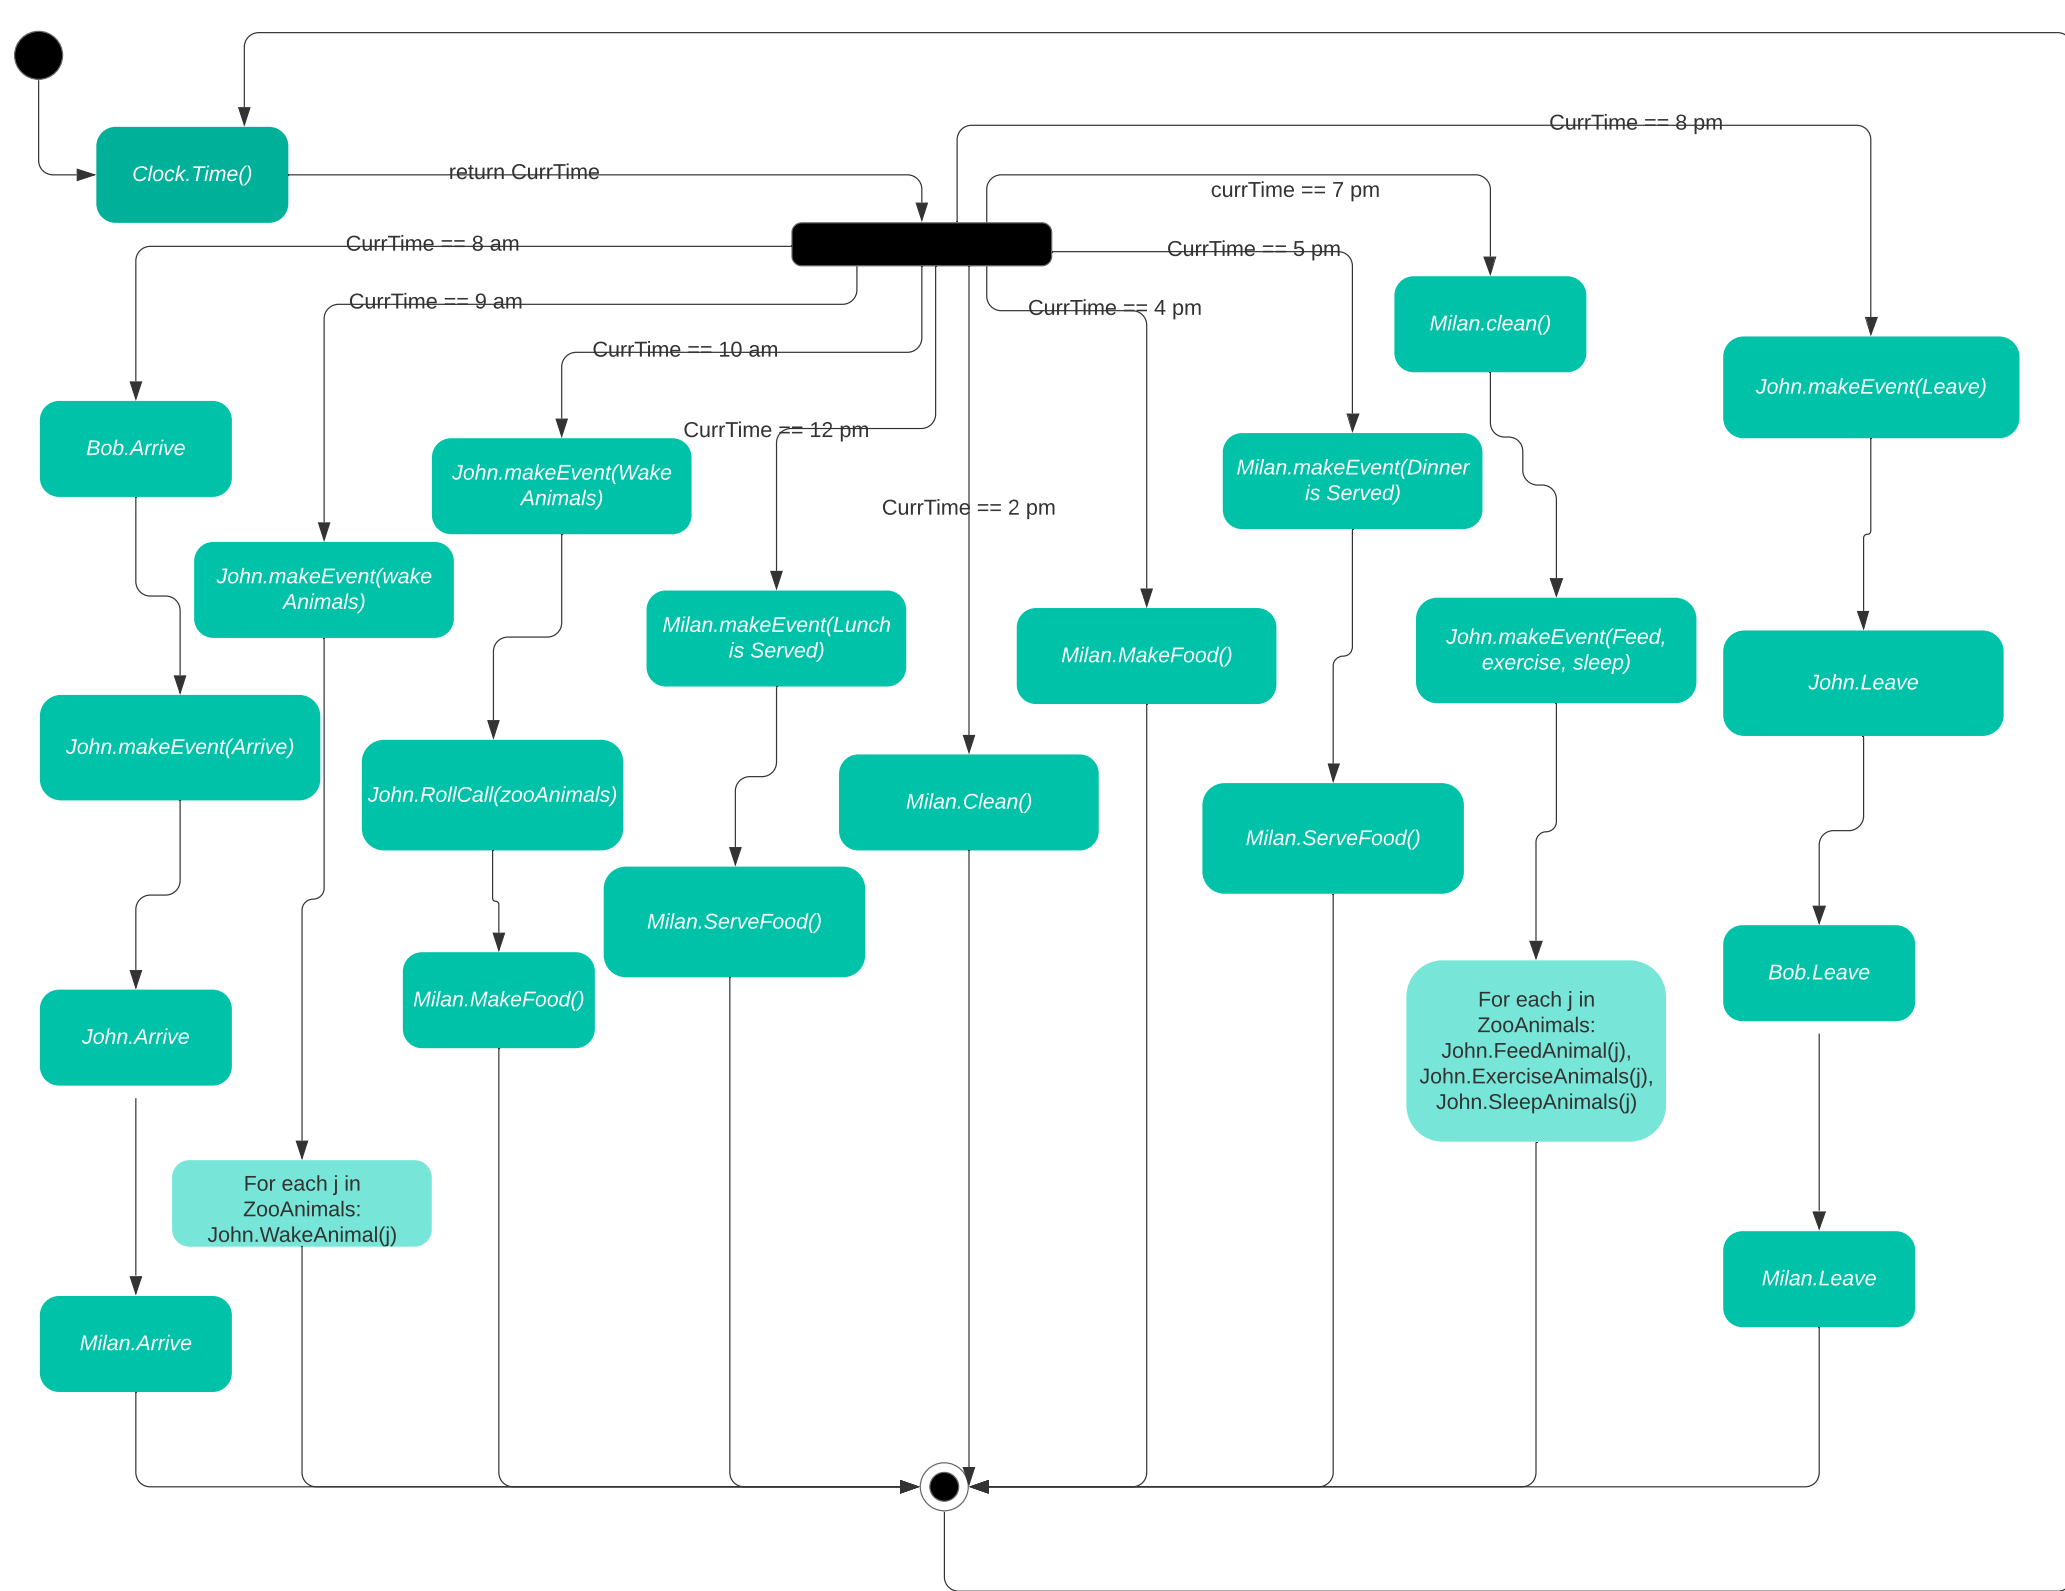 CurrTime == 8 pm
Clock.Time()
return CurrTime
currTime == 7 pm
CurrTime == 8 am
CurrTime == 5 pm
CurrTime == 9 am
CurrTime == 4 pm
Milan.clean()
CurrTime == 10 am
John.makeEvent(Leave)
CurrTime == 12 pm
Bob.Arrive
John.makeEvent(Wake
Animals)
Milan.makeEvent(Dinner
is Served)
CurrTime == 2 pm
John.makeEvent(wake
Animals)
Milan.makeEvent(Lunch
is Served)
Milan.MakeFood()
John.makeEvent(Feed,
exercise, sleep)
John.Leave
John.makeEvent(Arrive)
John.RollCall(zooAnimals)
Milan.Clean()
Milan.ServeFood()
Milan.ServeFood()
Bob.Leave
Milan.MakeFood()
For each j in
ZooAnimals:
John.FeedAnimal(j),
John.ExerciseAnimals(j),
John.SleepAnimals(j)
John.Arrive
For each j in
ZooAnimals:
John.WakeAnimal(j)
Milan.Leave
Milan.Arrive